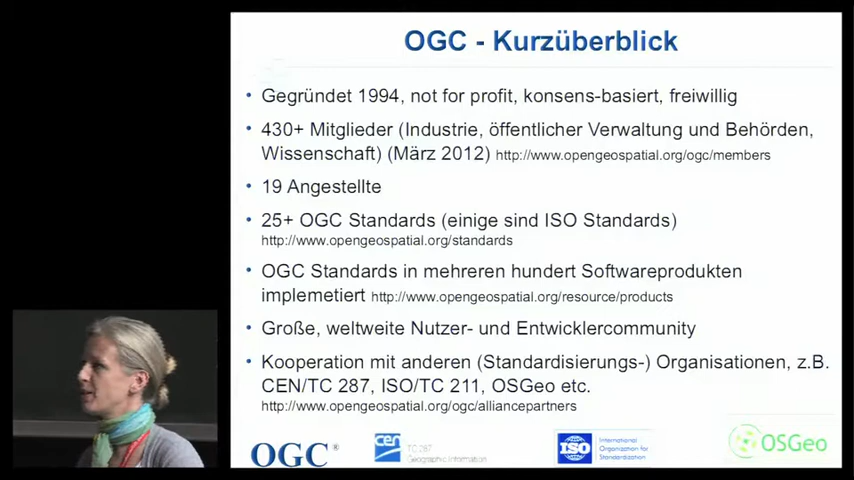 OGC - Kurzüberblick
• Gegründet 1994, not for profit, konsens-basiert, freiwillig
• 430+ Mitglieder (Industrie, öffentlicher Verwaltung und Behörden,
Wissenschaft) (März 2012) http://www.opengeospatial.org/ogc/members
• 19 Angestellte
• 25+ OGC Standards (einige sind ISO Standards)
http://www.opengeospatial.org/standards
• OGC Standards in mehreren hundert Softwareprodukten
implemetiert http://www.opengeospatial.org/resource/products
• Große, weltweite Nutzer- und Entwicklercommunity
• Kooperation mit anderen (Standardisierungs-) Organisationen, z.B.
CEN/TC 287, ISO/TC 211, OSGeo etc.
http://www.opengeospatial.org/ogc/alliancepartners
OGC®
cen
TC 287
Geographic Information
ISO
International
Organization for
Standardization
OSGeo